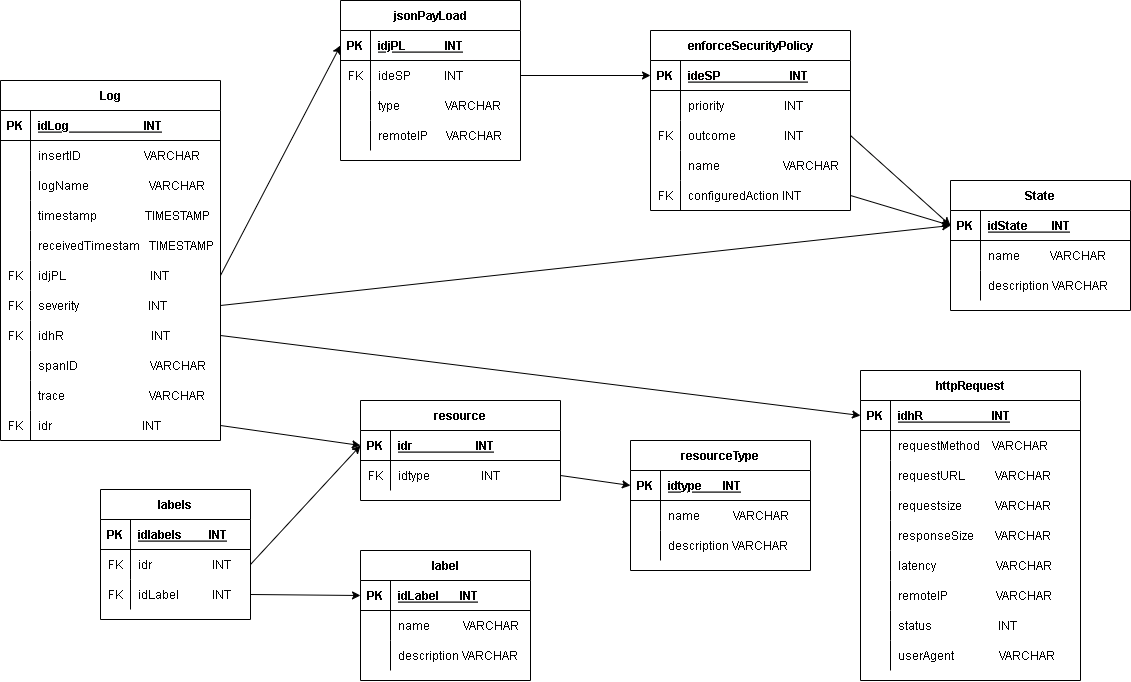 jsonPayLoad
PK idjPL INT
FK ideSP INT
type VARCHAR
remoteIP VARCHAR
enforceSecurityPolicy
PK ideSP INT
priority INT
FK outcome INT
name VARCHAR
FK configuredAction INT
Log
PK idLog INT
insertID VARCHAR
logName VARCHAR
timestamp TIMESTAMP
receivedTimestam TIMESTAMP
FK idjPL INT
FK severity INT
FK idhR INT
spanID VARCHAR
trace VARCHAR
FK idr INT
State
PK idState INT
name VARCHAR
description VARCHAR
httpRequest
PK idhR INT
requestMethod VARCHAR
requestURL VARCHAR
requestsize VARCHAR
responseSize VARCHAR
latency VARCHAR
remoteIP VARCHAR
status INT
userAgent VARCHAR
resource
PK idr INT
FK idtype INT
resourceType
PK idtype INT
name VARCHAR
description VARCHAR
labels
PK idlabels INT
FK idr INT
FK idLabel INT
label
PK idLabel INT
name VARCHAR
description VARCHAR